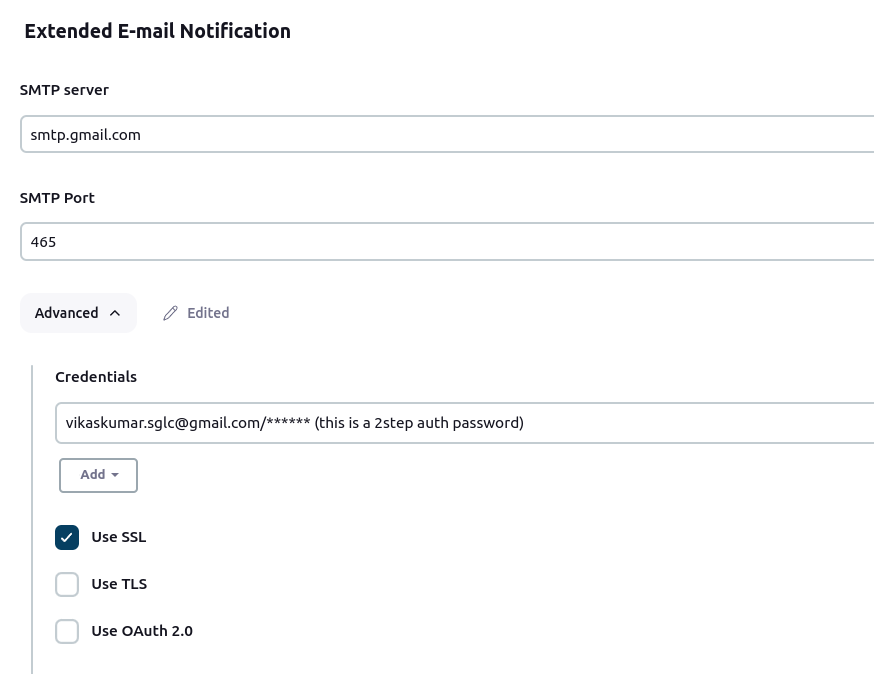 Extended E-mail Notification
SMTP server
smtp.gmail.com
SMTP Port
465
Advanced
Edited
Credentials
vikaskumar.sglc@gmail.com/****** (this is a 2step auth password)
Add
Use SSL
Use TLS
Use OAuth 2.0